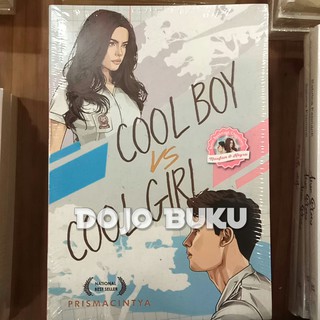 COOL BOY
VS
COOL GIRL
DOJO BUKU
NATIONAL
BEST SELLER
PRISMACINTYA